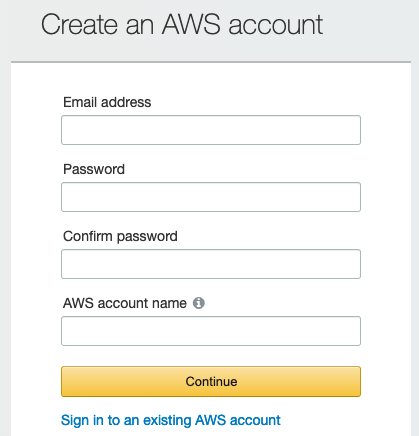 Create an AWS account
Email address
Password
Confirm password
AWS account name
Continue
Sign in to an existing AWS account